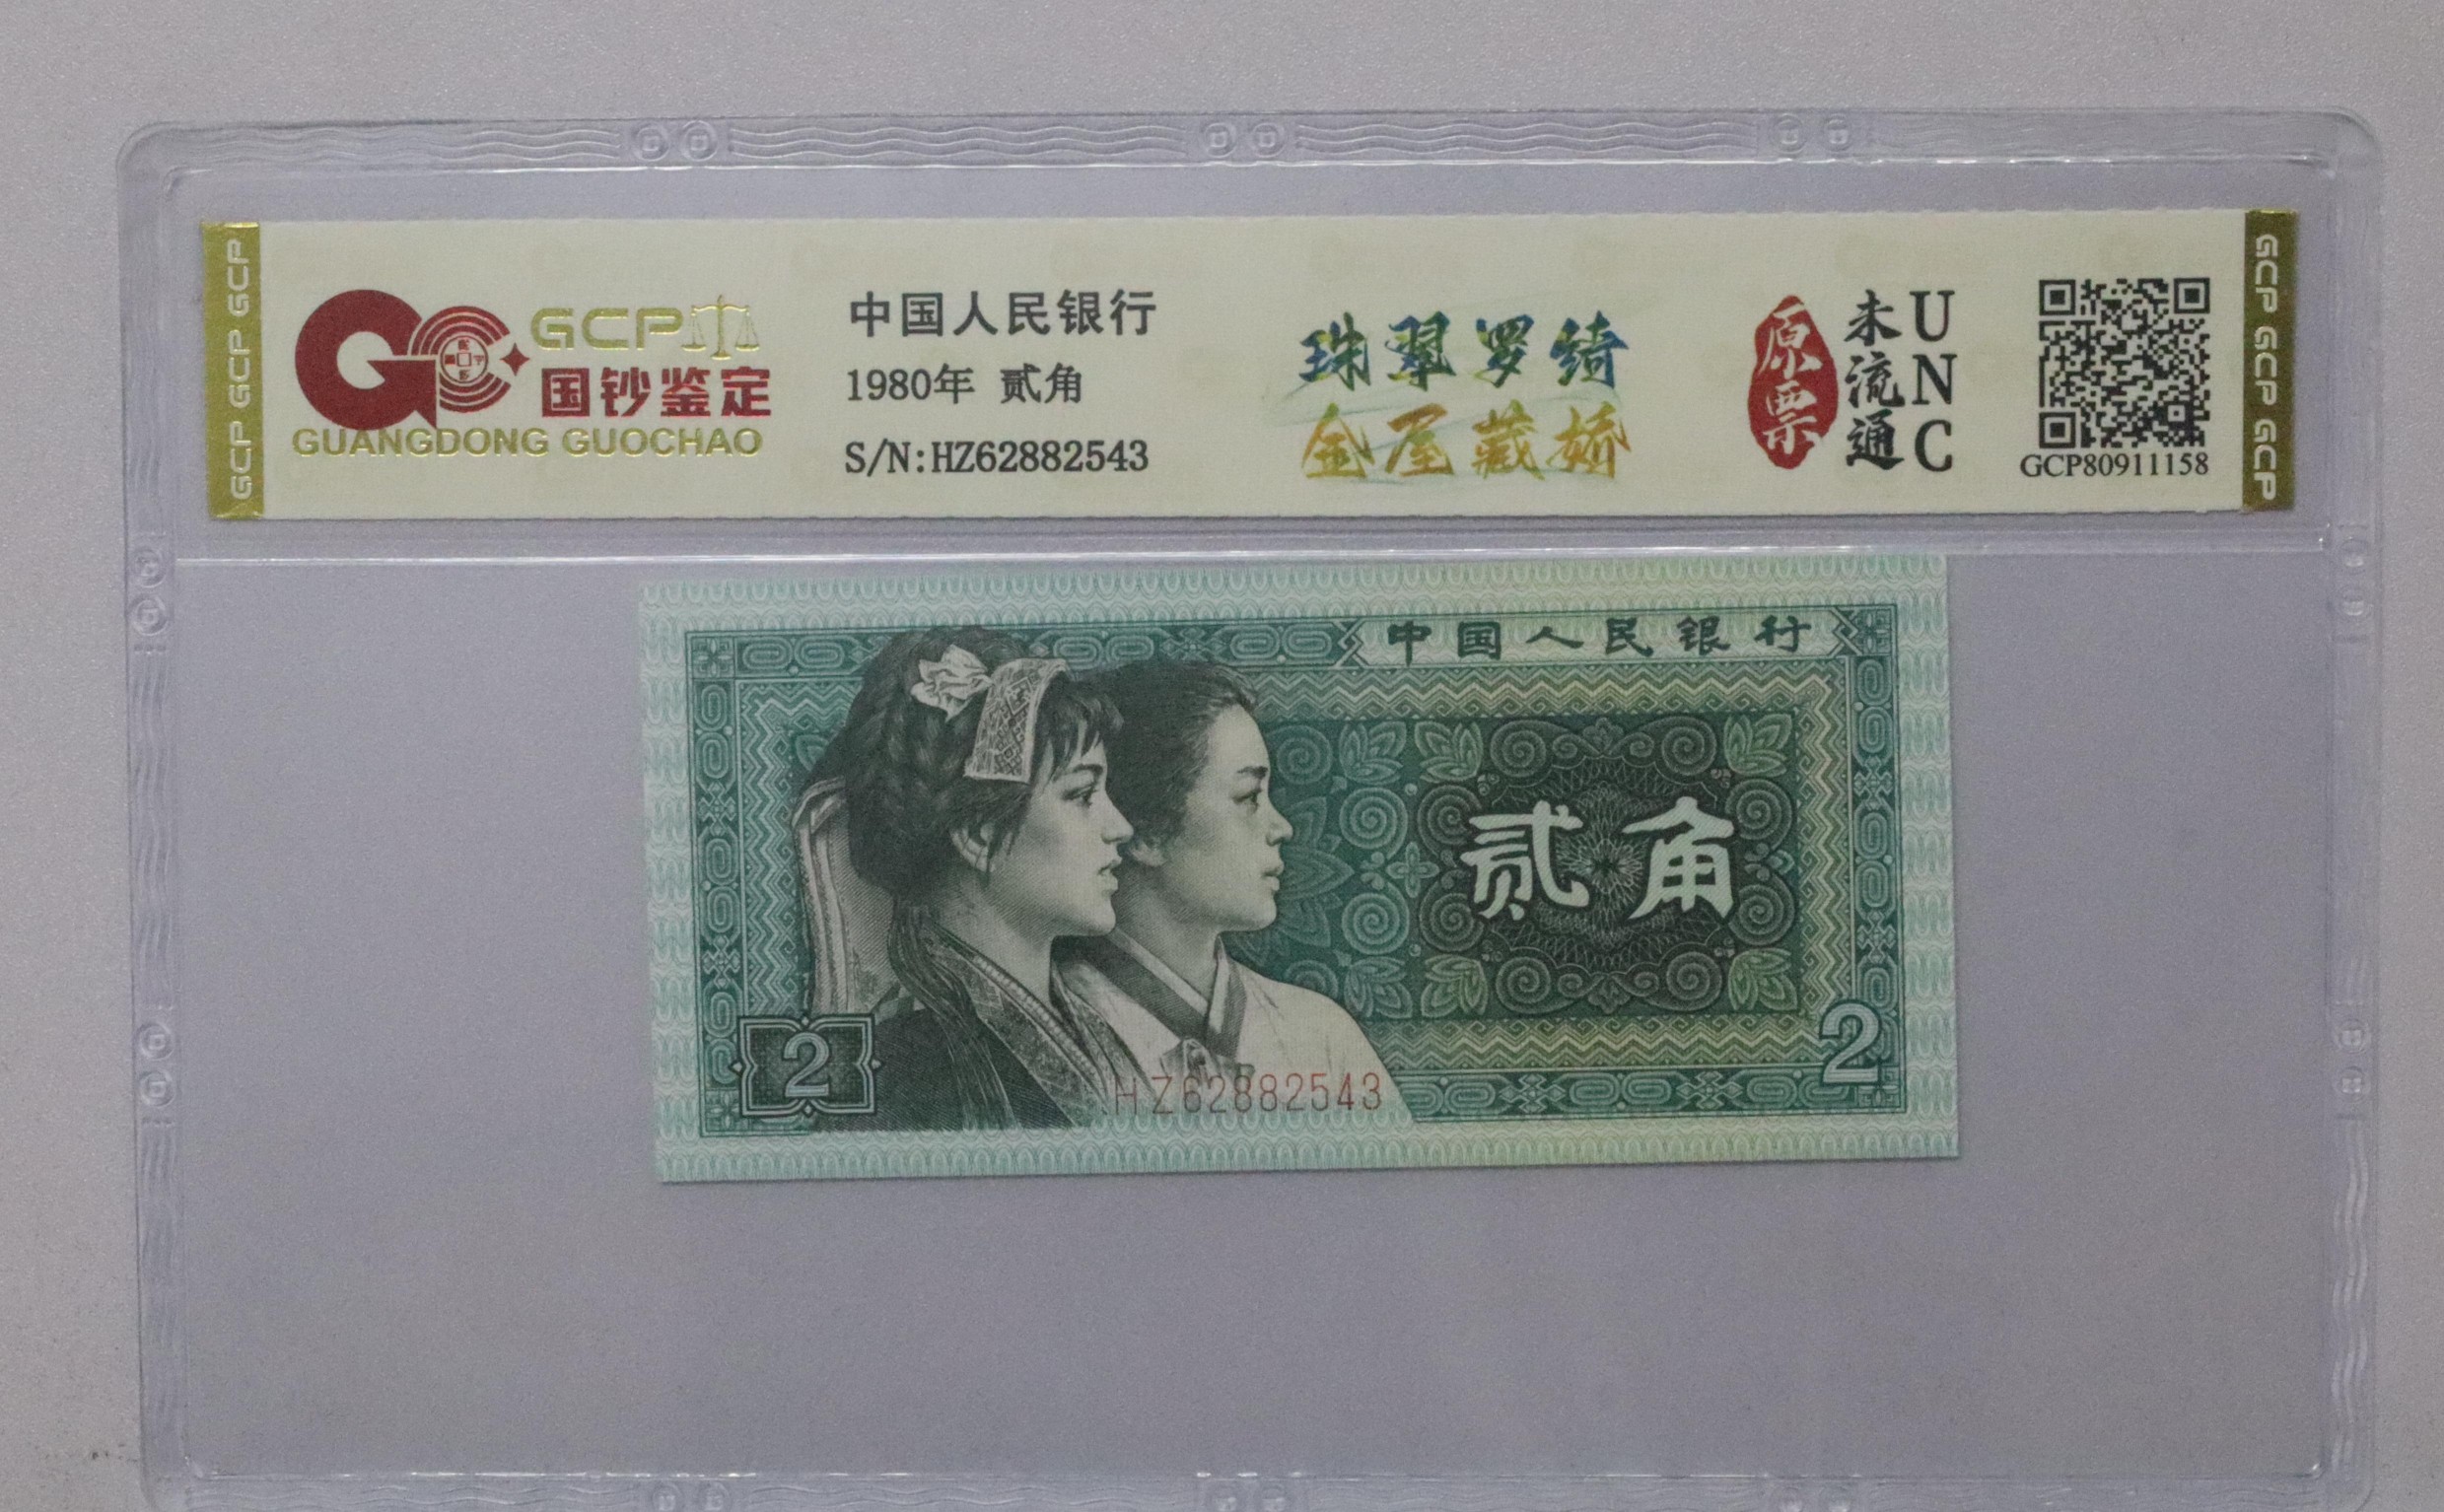 GCP GCP GCP
GCP
国钞鉴定
GUANGDONG GUOCHAO
中国人民银行
1980年 贰角
S/N:HZ62882543
珠翠罗绮
金屋藏娇
原票
未流通
UNC
GCP80911158
GCP GCP GCP GCP
中国人民银行
贰角
2
2
HZ62882543